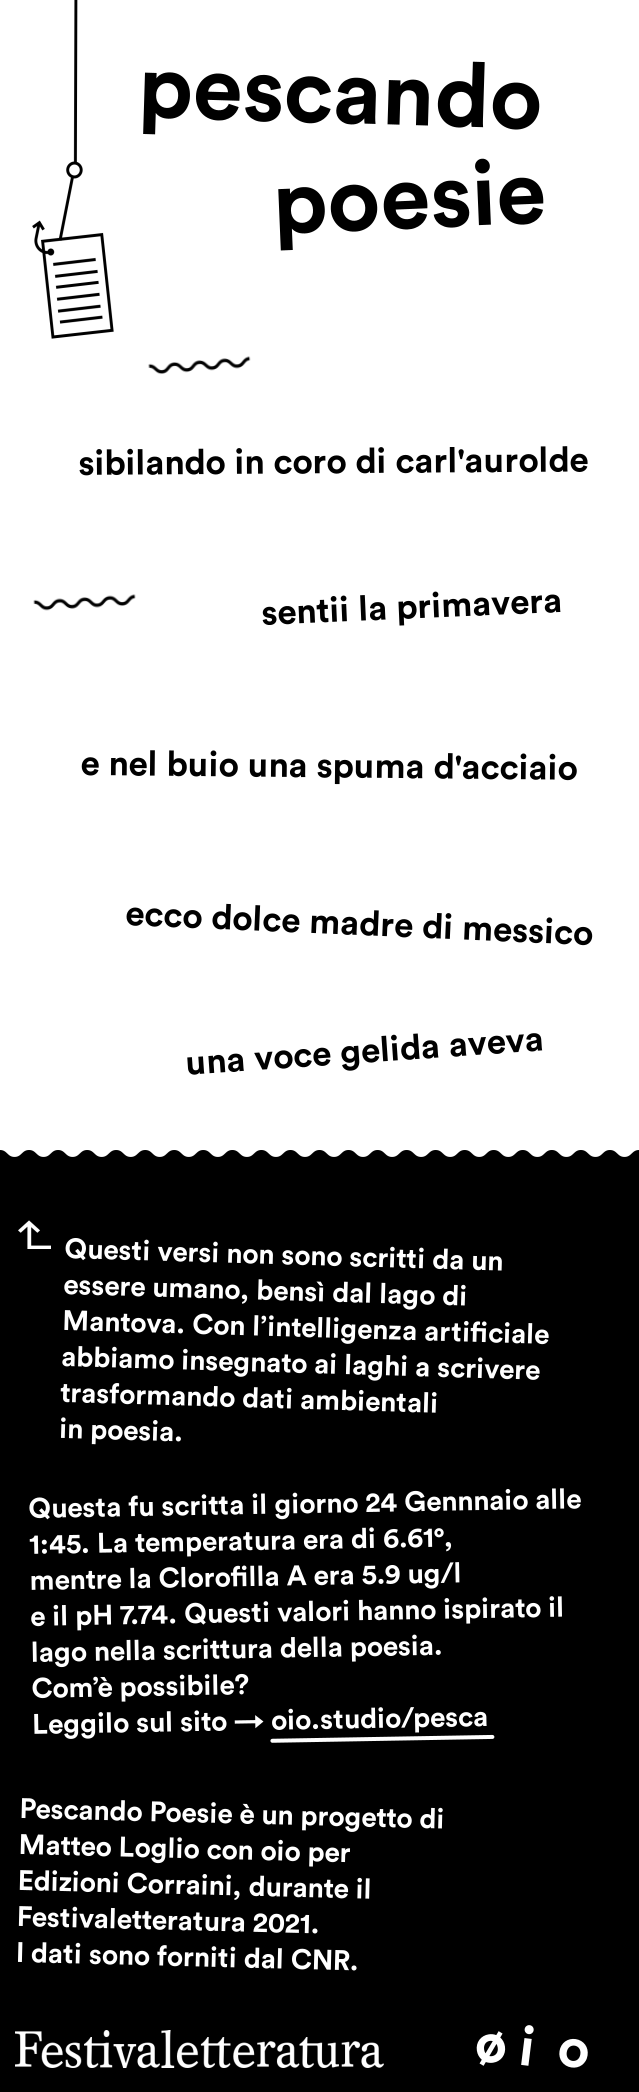 pescando
poesie
sibilando in coro di carl'aurolde
sentii la primavera
e nel buio una spuma d'acciaio
ecco dolce madre di messico
una voce gelida aveva
Questi versi non sono scritti da un
essere umano, bensì dal lago di
Mantova. Con l’intelligenza artificiale
abbiamo insegnato ai laghi a scrivere
trasformando dati ambientali
in poesia.
Questa fu scritta il giorno 24 Gennnaio alle
1:45. La temperatura era di 6.61°,
mentre la Clorofilla A era 5.9 ug/l
e il pH 7.74. Questi valori hanno ispirato il
lago nella scrittura della poesia.
Com’è possibile?
Leggilo sul sito → oio.studio/pesca
Pescando Poesie è un progetto di
Matteo Loglio con oio per
Edizioni Corraini, durante il
Festivaletteratura 2021.
I dati sono forniti dal CNR.
Festivaletteratura øio